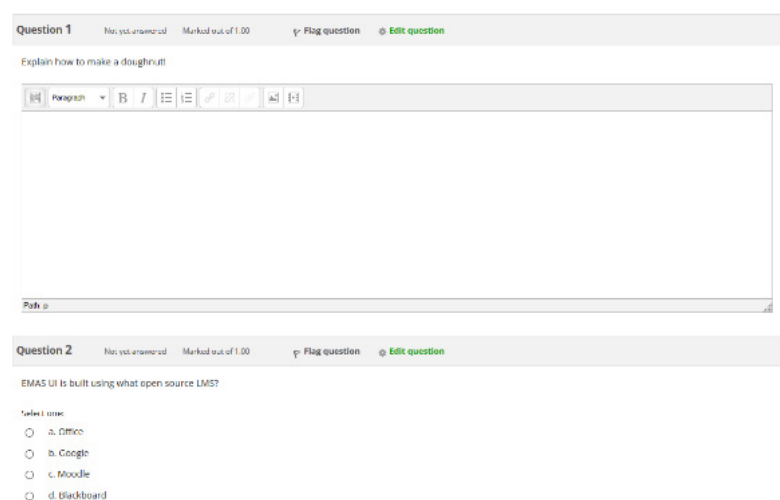 Question 1 Not yet answered Marked out of 1.00 Flag question Edit question
Explain how to make a doughnut!
Paragraph B I
Path: p
Question 2 Not yet answered Marked out of 1.00 Flag question Edit question
EMAS UI is built using what open source LMS?
Select one:
a. Office
b. Google
c. Moodle
d. Blackboard